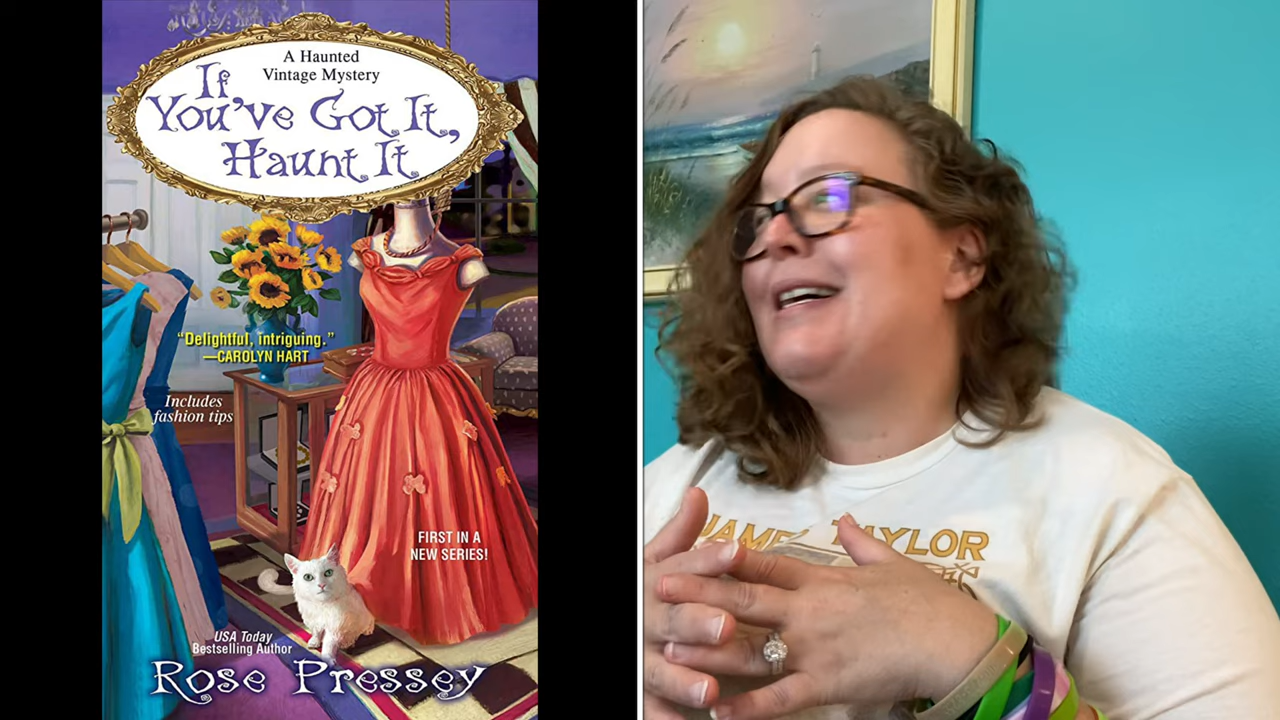 A Haunted
Vintage Mystery
If
You've Got It,
Haunt It
"Delightful, intriguing."
—CAROLYN HART
Includes
fashion tips
FIRST IN A
NEW SERIES!
USA Today
Bestselling Author
Rose Pressey
JAMES TAYLOR